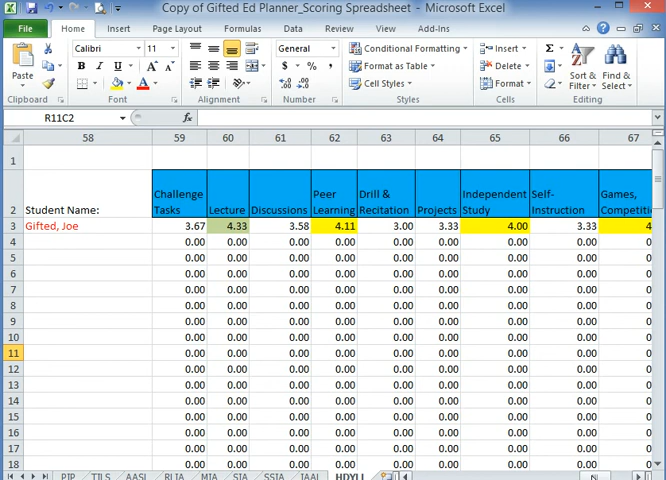 Copy of Gifted Ed Planner_Scoring Spreadsheet - Microsoft Excel
File Home Insert Page Layout Formulas Data Review View Add-Ins
Calibri 11 General Conditional Formatting Insert Σ
Paste B I U A A $ % , Format as Table Delete Sort & Filter Find & Select
Cell Styles Format
Clipboard Font Alignment Number Styles Cells Editing
R11C2 fx
58 59 60 61 62 63 64 65 66 67
1
2 Student Name: Challenge Tasks Lecture Discussions Peer Learning Drill & Recitation Projects Independent Study Self-Instruction Games,
3 Gifted, Joe 3.67 4.33 3.58 4.11 3.00 3.33 4.00 3.33 4
4 0.00 0.00 0.00 0.00 0.00 0.00 0.00 0.00 0.00
5 0.00 0.00 0.00 0.00 0.00 0.00 0.00 0.00 0.00
6 0.00 0.00 0.00 0.00 0.00 0.00 0.00 0.00 0.00
7 0.00 0.00 0.00 0.00 0.00 0.00 0.00 0.00 0.00
8 0.00 0.00 0.00 0.00 0.00 0.00 0.00 0.00 0.00
9 0.00 0.00 0.00 0.00 0.00 0.00 0.00 0.00 0.00
10 0.00 0.00 0.00 0.00 0.00 0.00 0.00 0.00 0.00
11 0.00 0.00 0.00 0.00 0.00 0.00 0.00 0.00 0.00
12 0.00 0.00 0.00 0.00 0.00 0.00 0.00 0.00 0.00
13 0.00 0.00 0.00 0.00 0.00 0.00 0.00 0.00 0.00
14 0.00 0.00 0.00 0.00 0.00 0.00 0.00 0.00 0.00
15 0.00 0.00 0.00 0.00 0.00 0.00 0.00 0.00 0.00
16 0.00 0.00 0.00 0.00 0.00 0.00 0.00 0.00 0.00
17 0.00 0.00 0.00 0.00 0.00 0.00 0.00 0.00 0.00
18 0.00 0.00 0.00 0.00 0.00 0.00 0.00 0.00 0.00
HDYLL